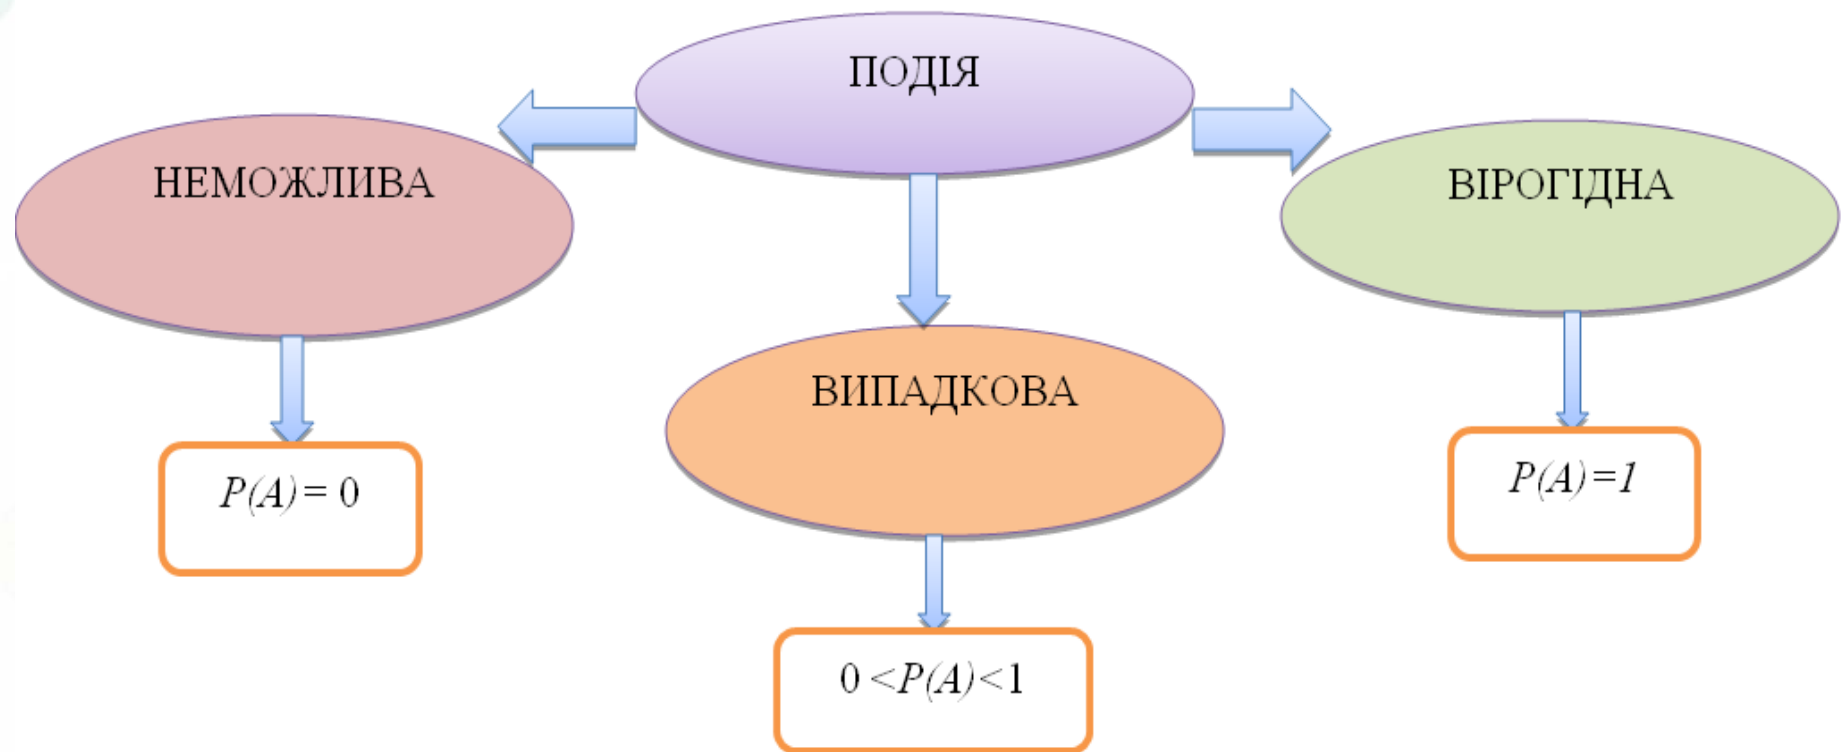 ПОДІЯ
НЕМОЖЛИВА
ВІРОГІДНА
ВИПАДКОВА
P(A)= 0
P(A)=1
0 <P(A)<1